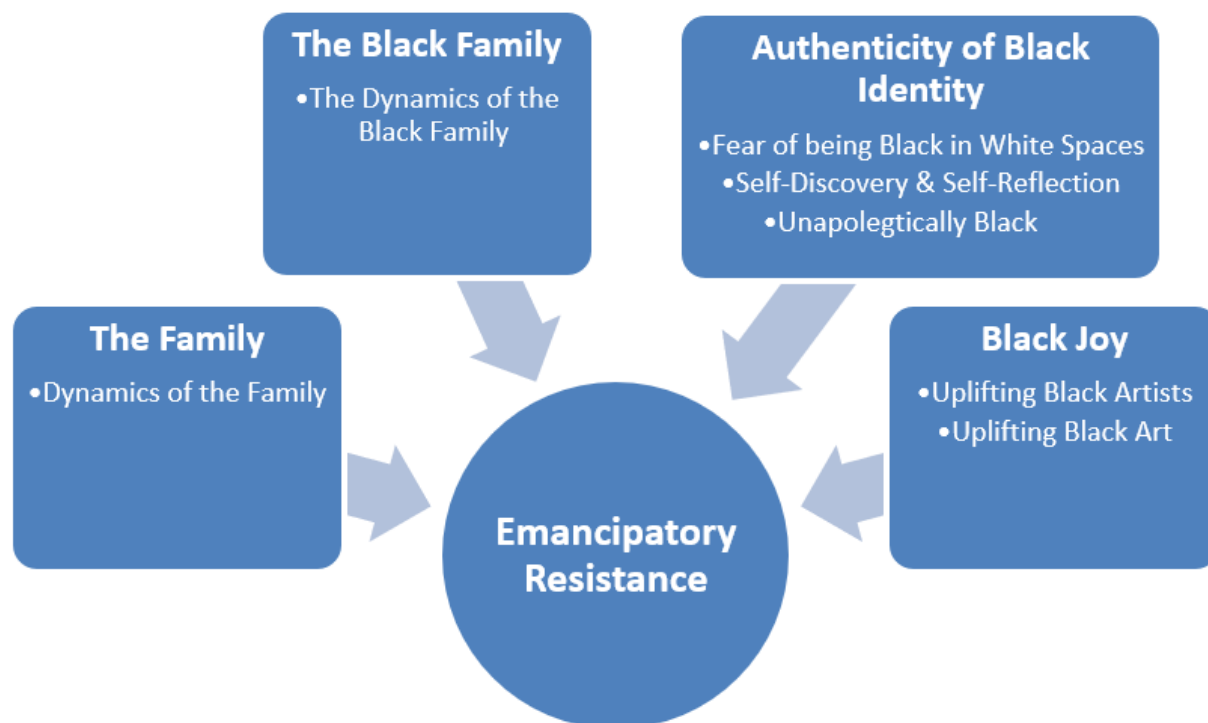 The Black Family
•The Dynamics of the
Black Family
Authenticity of Black
Identity
•Fear of being Black in White Spaces
•Self-Discovery & Self-Reflection
•Unapolegtically Black
The Family
•Dynamics of the Family
Black Joy
•Uplifting Black Artists
•Uplifting Black Art
Emancipatory
Resistance